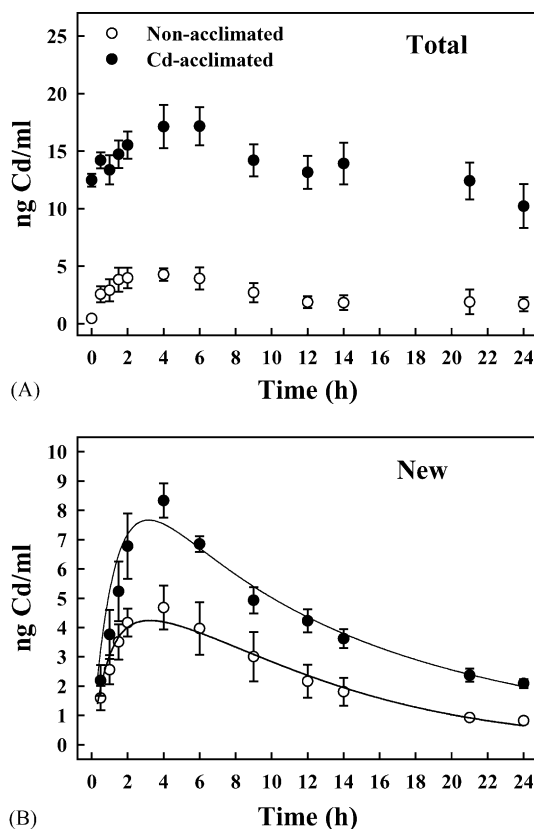 Non-acclimated
Cd-acclimated
Total
25
20
15
10
5
0
ng Cd/ml
0 2 4 6 8 10 12 14 16 18 20 22 24
Time (h)
(A)
New
10
9
8
7
6
5
4
3
2
1
0
ng Cd/ml
0 2 4 6 8 10 12 14 16 18 20 22 24
Time (h)
(B)